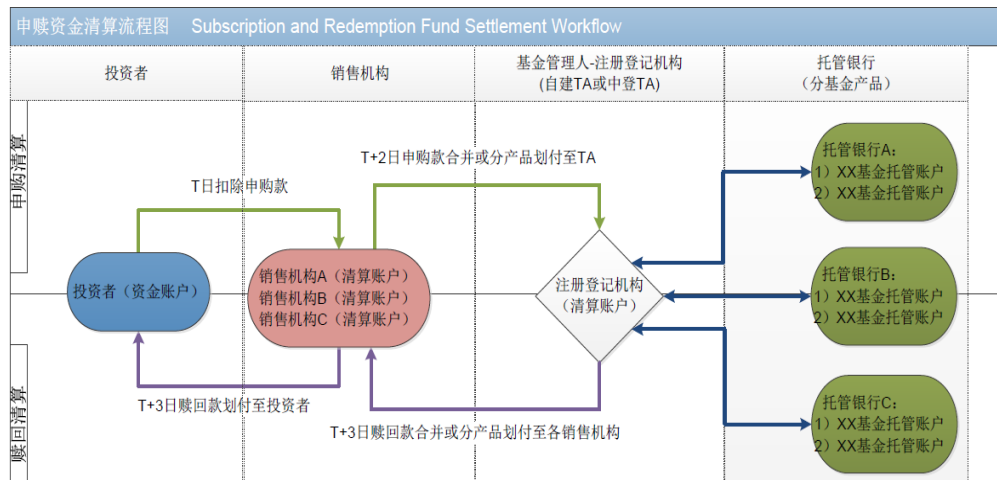 申赎资金清算流程图 Subscription and Redemption Fund Settlement Workflow
投资者
销售机构
基金管理人-注册登记机构
(自建TA或中登TA)
托管银行
（分基金产品）
申购清算
T日扣除申购款
T+2日申购款合并或分产品划付至TA
投资者（资金账户）
销售机构A（清算账户）
销售机构B（清算账户）
销售机构C（清算账户）
注册登记机构
（清算账户）
托管银行A：
1）XX基金托管账户
2）XX基金托管账户
托管银行B：
1）XX基金托管账户
2）XX基金托管账户
托管银行C：
1）XX基金托管账户
2）XX基金托管账户
赎回清算
T+3日赎回款划付至投资者
T+3日赎回款合并或分产品划付至各销售机构